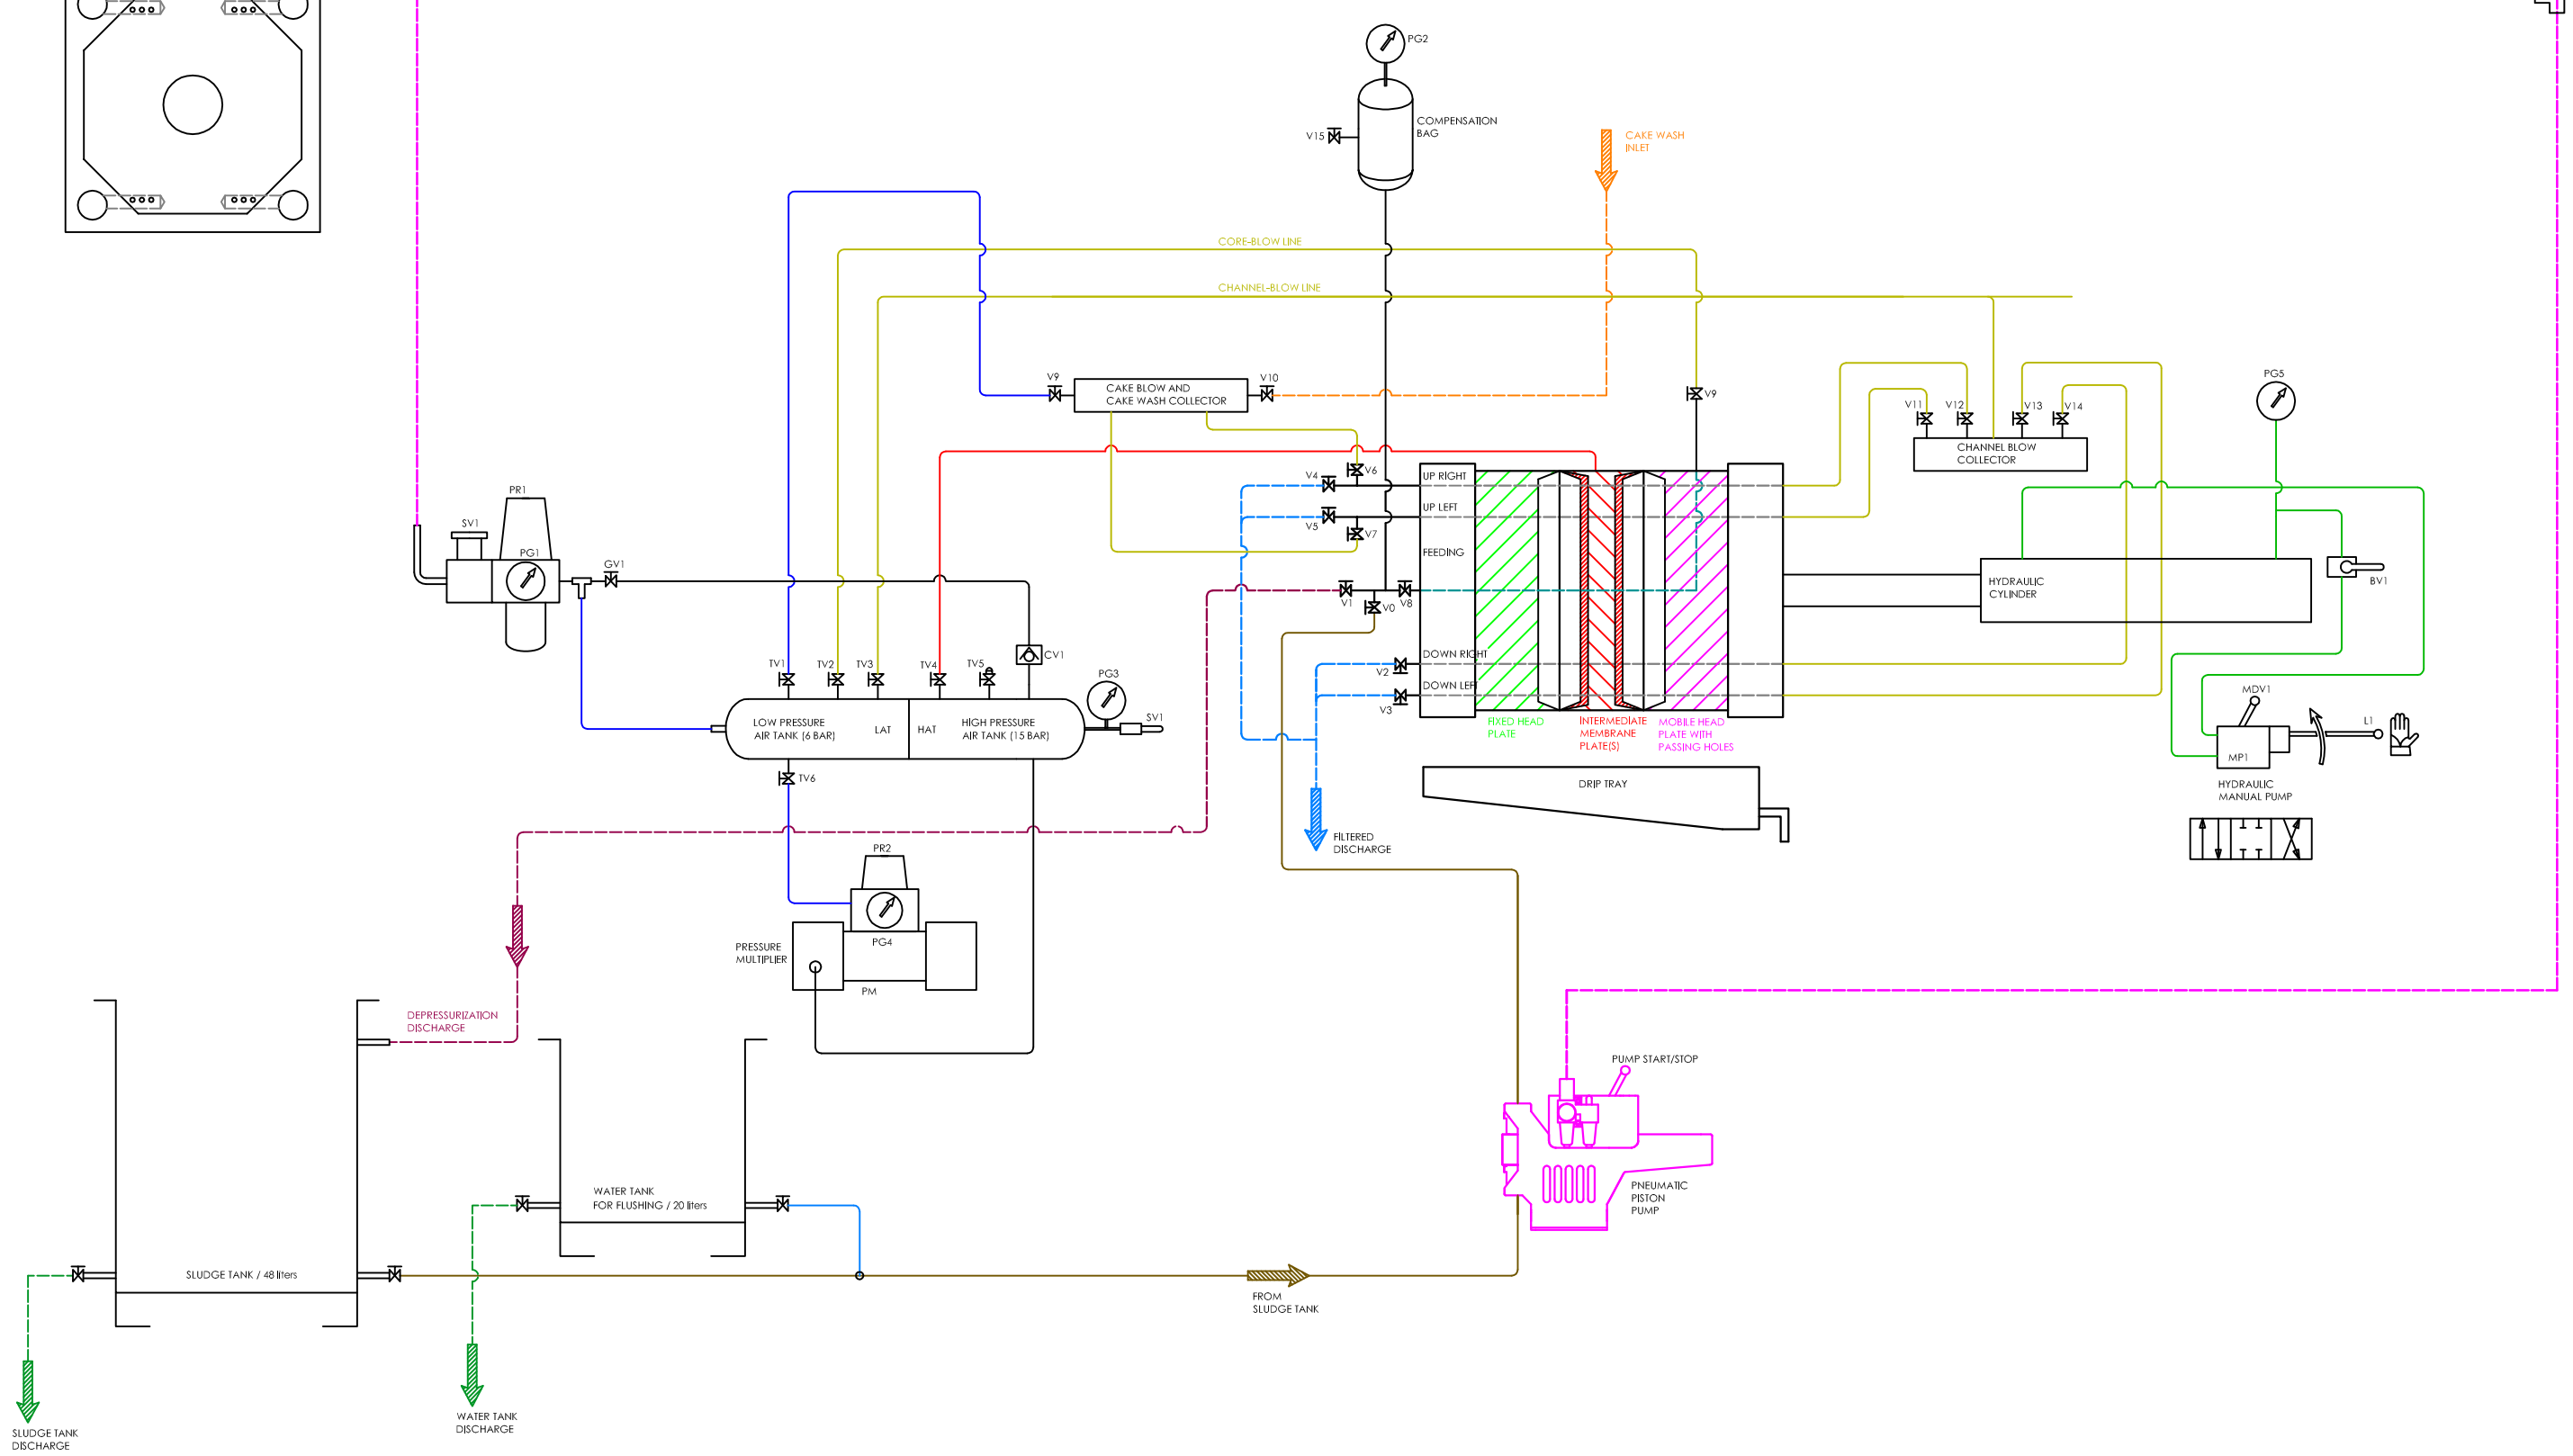 PG2
COMPENSATION
BAG
V15
CAKE WASH
INLET
CORE-BLOW LINE
CHANNEL-BLOW LINE
V9
CAKE BLOW AND
CAKE WASH COLLECTOR
V10
V9
PG5
V11
V12
V13
V14
CHANNEL BLOW
COLLECTOR
PR1
SV1
PG1
GV1
V4
V6
UP RIGHT
V5
V7
UP LEFT
FEEDING
V1
V0
V8
HYDRAULIC
CYLINDER
BV1
DOWN RIGHT
V2
DOWN LEFT
V3
FIXED HEAD
PLATE
INTERMEDIATE
MEMBRANE
PLATE(S)
MOBILE HEAD
PLATE WITH
PASSING HOLES
TV1
TV2
TV3
TV4
TV5
CV1
PG3
SV1
LOW PRESSURE
AIR TANK (6 BAR)
LAT
HAT
HIGH PRESSURE
AIR TANK (15 BAR)
TV6
MDV1
L1
MP1
HYDRAULIC
MANUAL PUMP
DRIP TRAY
FILTERED
DISCHARGE
PR2
PG4
PRESSURE
MULTIPLIER
PM
DEPRESSURIZATION
DISCHARGE
PUMP START/STOP
PNEUMATIC
PISTON
PUMP
WATER TANK
FOR FLUSHING / 20 liters
SLUDGE TANK / 48 liters
FROM
SLUDGE TANK
WATER TANK
DISCHARGE
SLUDGE TANK
DISCHARGE